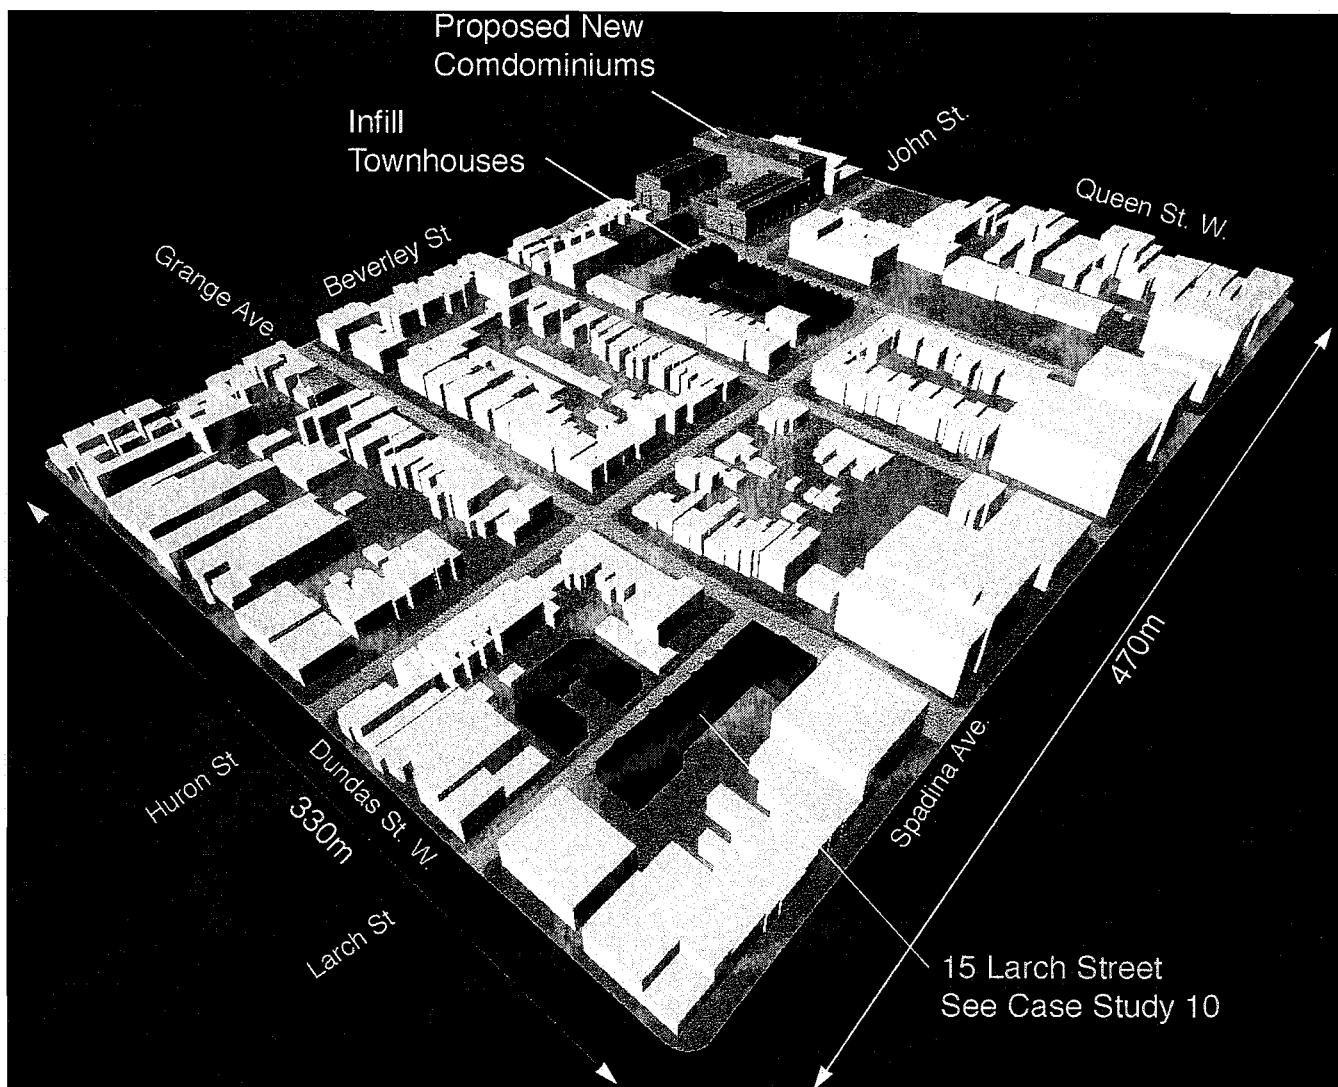 Proposed New
Comdominiums
Infill
Townhouses
John St.
Queen St. W.
Beverley St
Grange Ave.
470m
Spadina Ave.
Huron St
Dundas St. W.
330m
Larch St
15 Larch Street
See Case Study 10